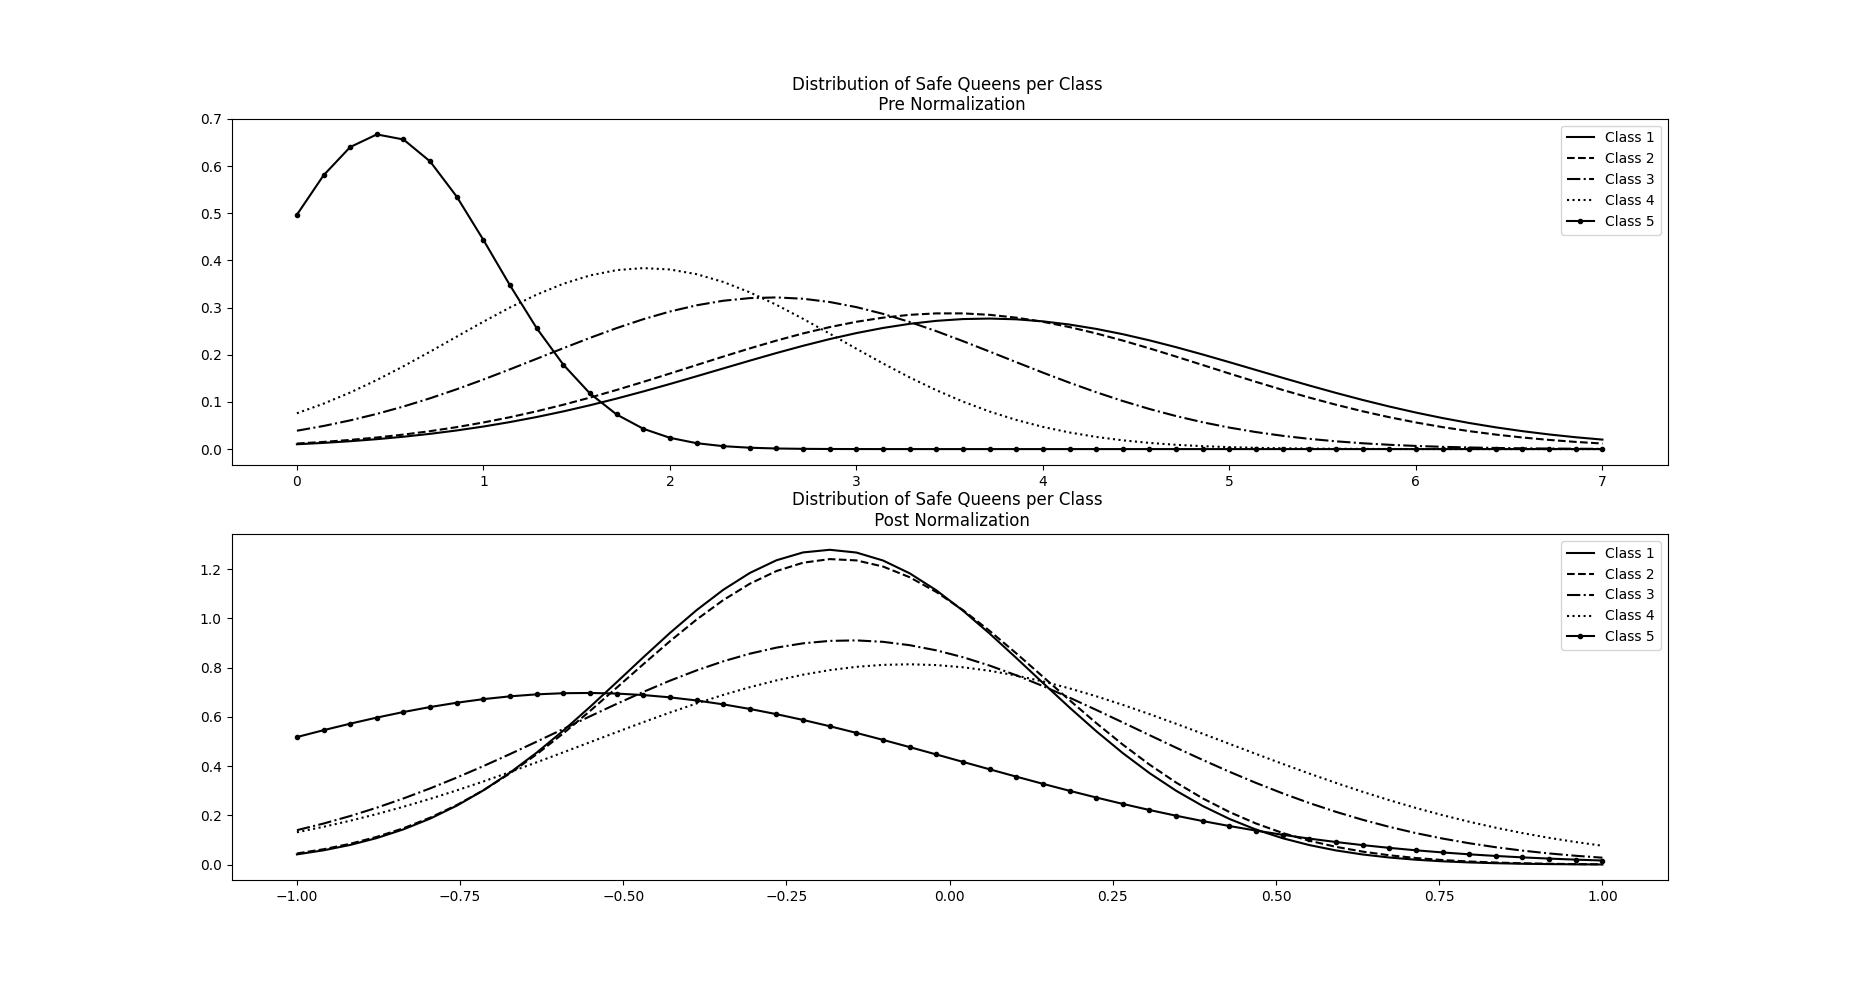 Distribution of Safe Queens per Class
Pre Normalization
0.7
0.6
0.5
0.4
0.3
0.2
0.1
0.0
Class 1
Class 2
Class 3
Class 4
Class 5
0 1 2 3 4 5 6 7
Distribution of Safe Queens per Class
Post Normalization
1.2
1.0
0.8
0.6
0.4
0.2
0.0
Class 1
Class 2
Class 3
Class 4
Class 5
−1.00 −0.75 −0.50 −0.25 0.00 0.25 0.50 0.75 1.00